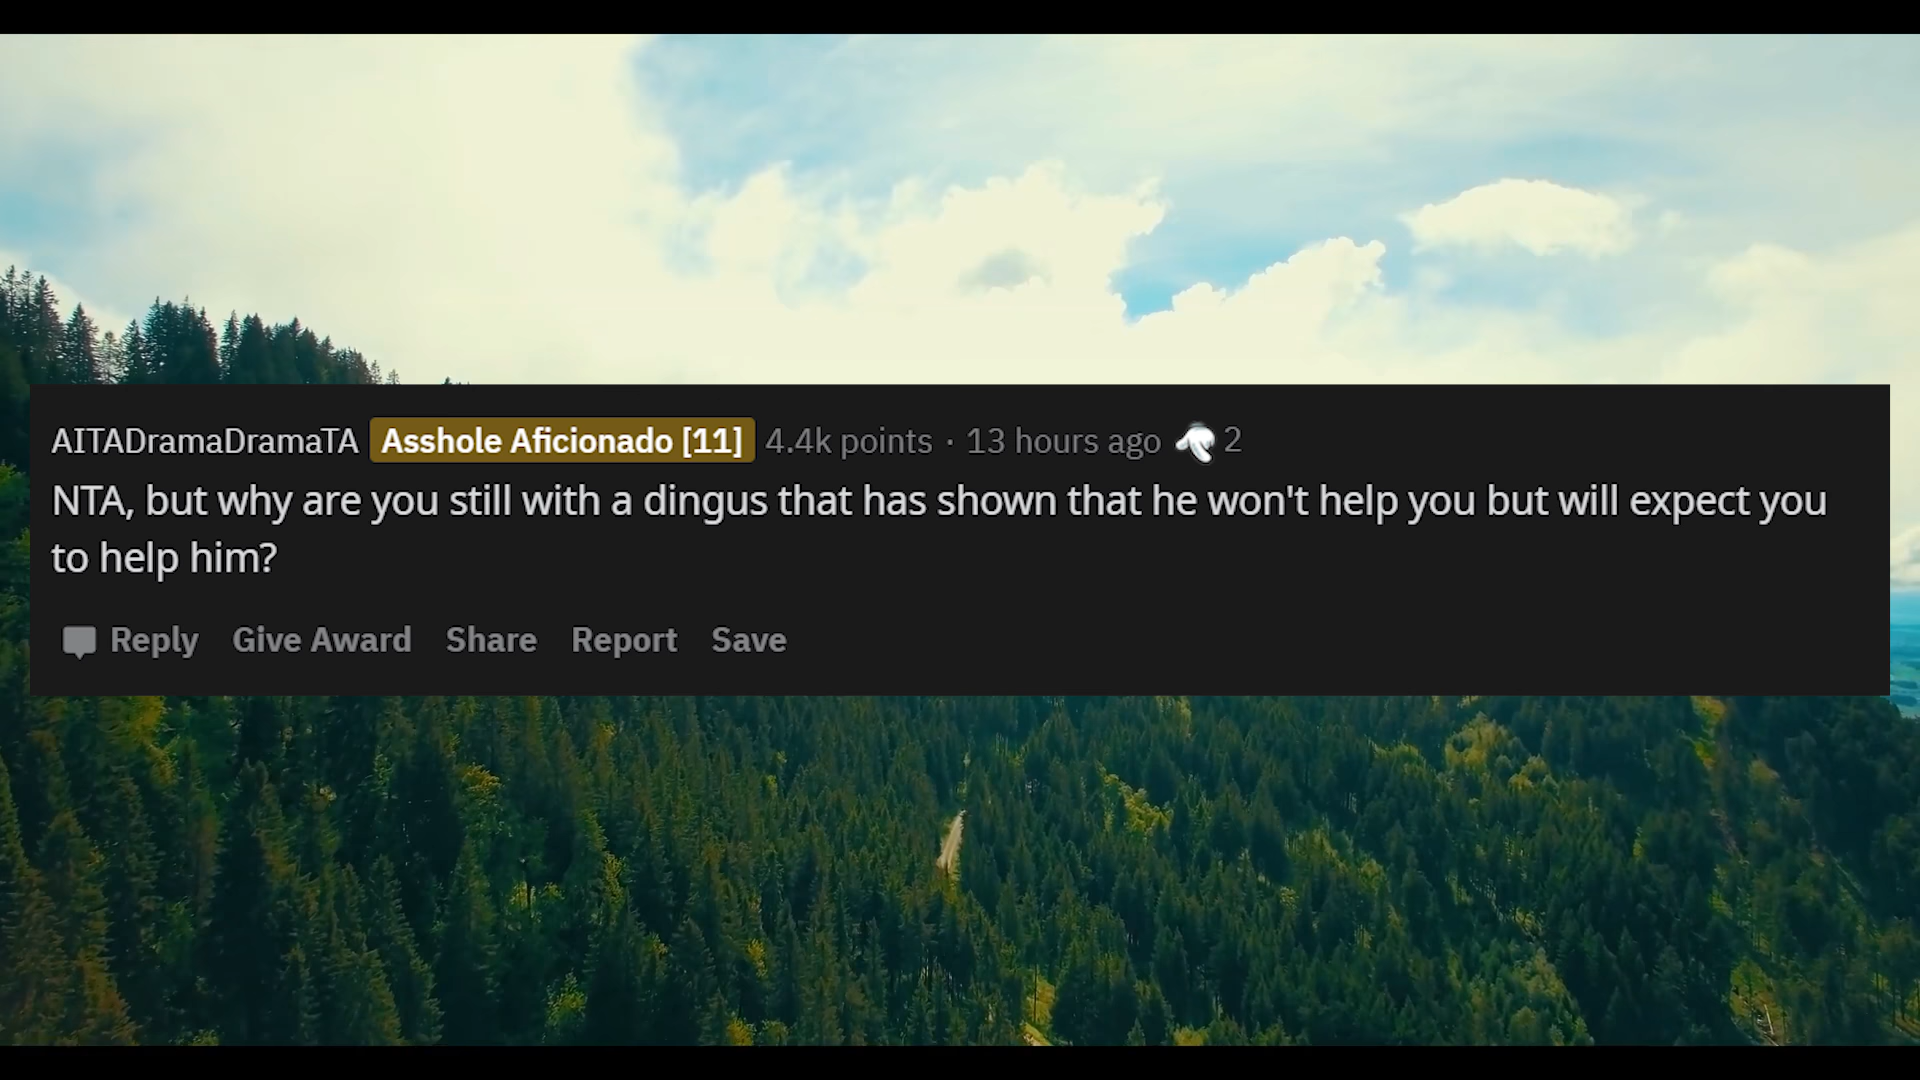 AITADramaDramaTA Asshole Aficionado [11] 4.4k points · 13 hours ago 2
NTA, but why are you still with a dingus that has shown that he won't help you but will expect you
to help him?
Reply Give Award Share Report Save